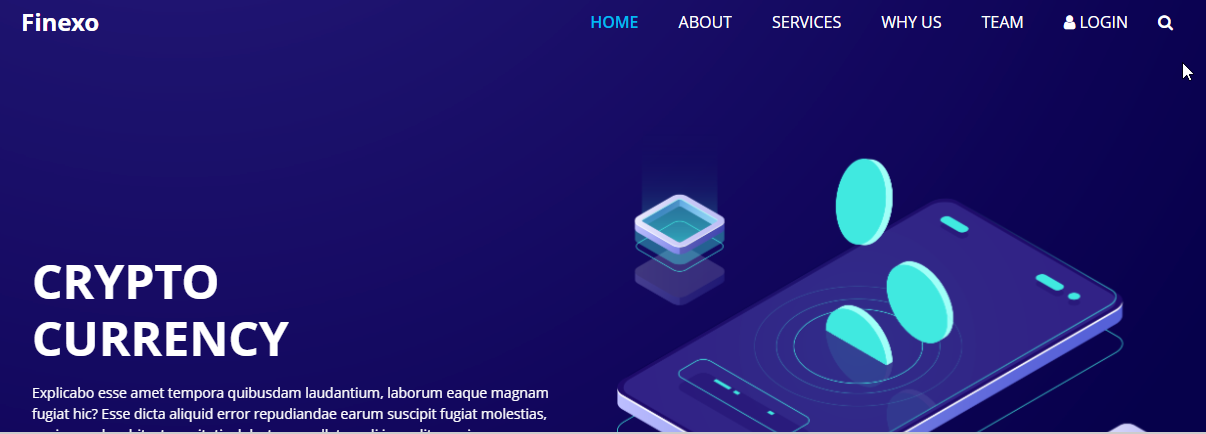 Finexo
HOME ABOUT SERVICES WHY US TEAM LOGIN
CRYPTO
CURRENCY
Explicabo esse amet tempora quibusdam laudantium, laborum eaque magnam
fugiat hic? Esse dicta aliquid error repudiandae earum suscipit fugiat molestias,